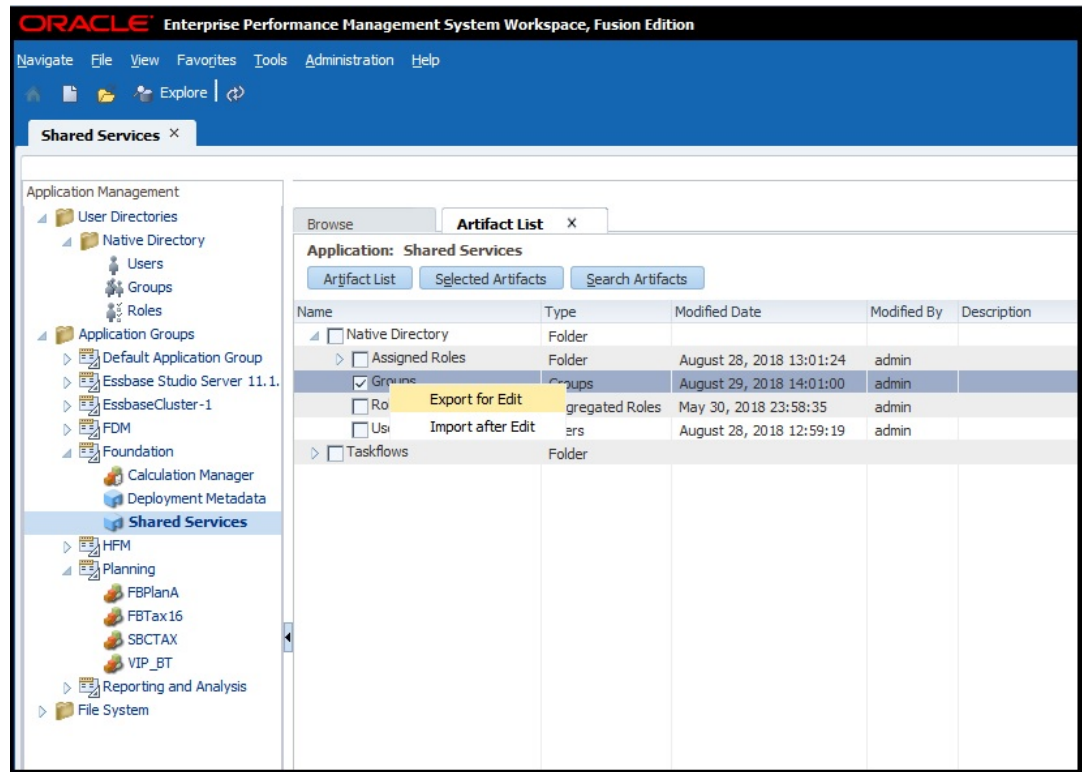 ORACLE Enterprise Performance Management System Workspace, Fusion Edition
Navigate File View Favorites Tools Administration Help
Explore
Shared Services ×
Application Management
User Directories
Native Directory
Users
Groups
Roles
Application Groups
Default Application Group
Essbase Studio Server 11.1.
EssbaseCluster-1
FDM
Foundation
Calculation Manager
Deployment Metadata
Shared Services
HFM
Planning
FBPlanA
FBTax16
SBCTAX
VIP_BT
Reporting and Analysis
File System
Browse Artifact List X
Application: Shared Services
Artifact List Selected Artifacts Search Artifacts
Name Type Modified Date Modified By Description
Native Directory Folder
Assigned Roles Folder August 28, 2018 13:01:24 admin
Groups Groups August 29, 2018 14:01:00 admin
Export for Edit
Ro gregated Roles May 30, 2018 23:58:35 admin
Import after Edit
Use ers August 28, 2018 12:59:19 admin
Taskflows Folder